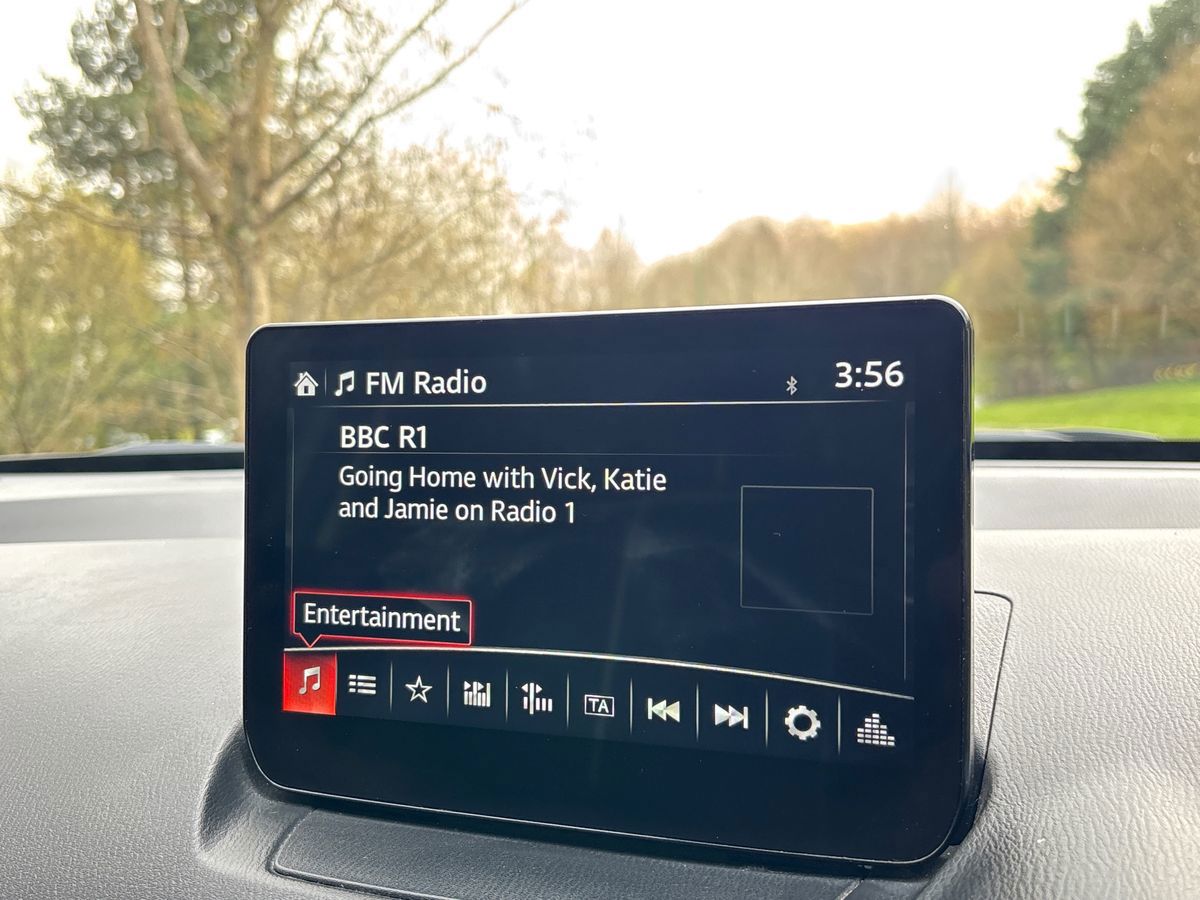 FM Radio
3:56
BBC R1
Going Home with Vick, Katie
and Jamie on Radio 1
Entertainment
TA